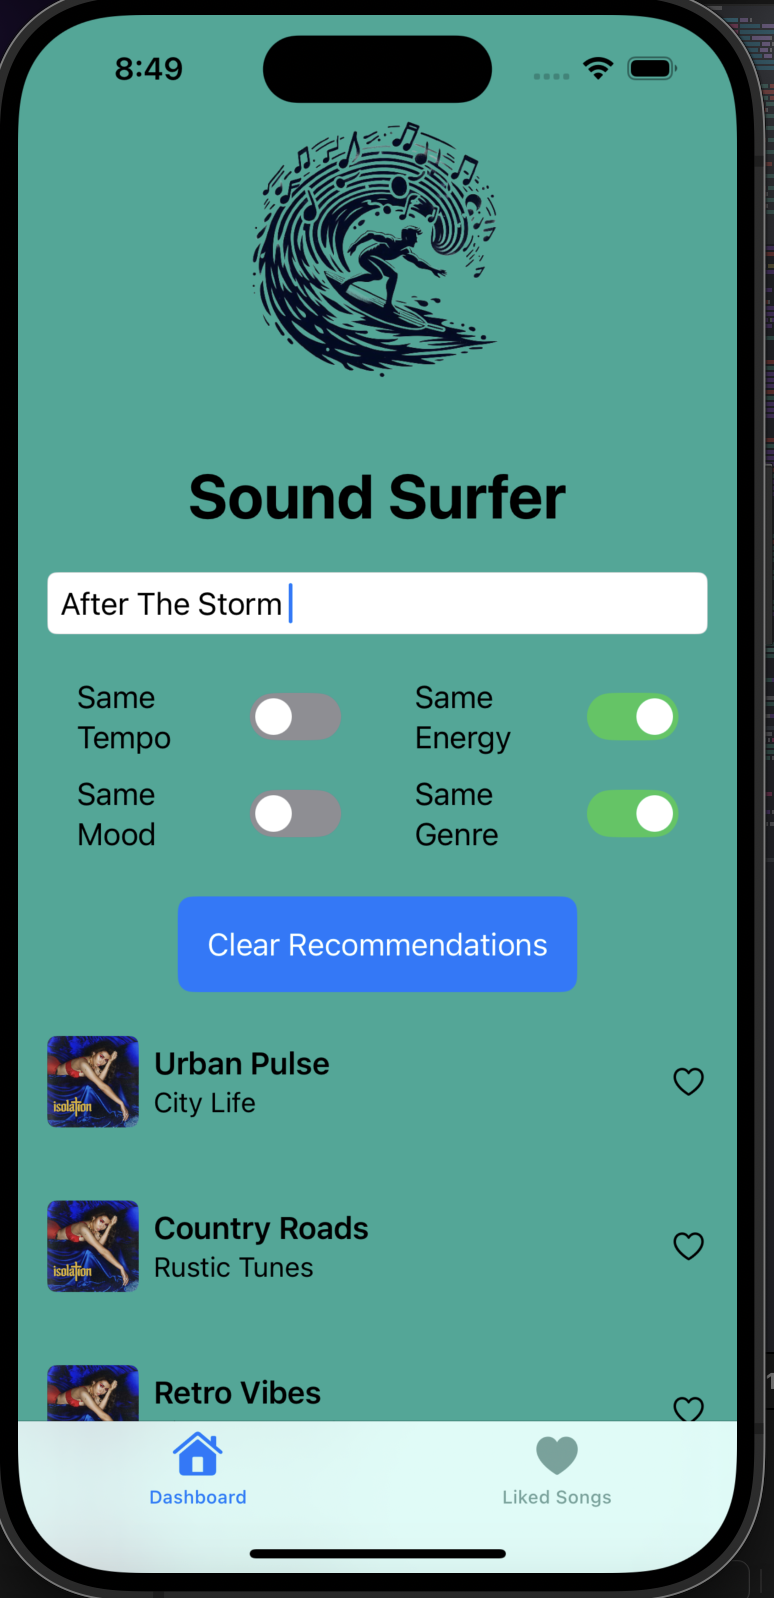 8:49
Sound Surfer
After The Storm
Same
Tempo
Same
Energy
Same
Mood
Same
Genre
Clear Recommendations
isolation
Urban Pulse
City Life
isolation
Country Roads
Rustic Tunes
Retro Vibes
Dashboard
Liked Songs